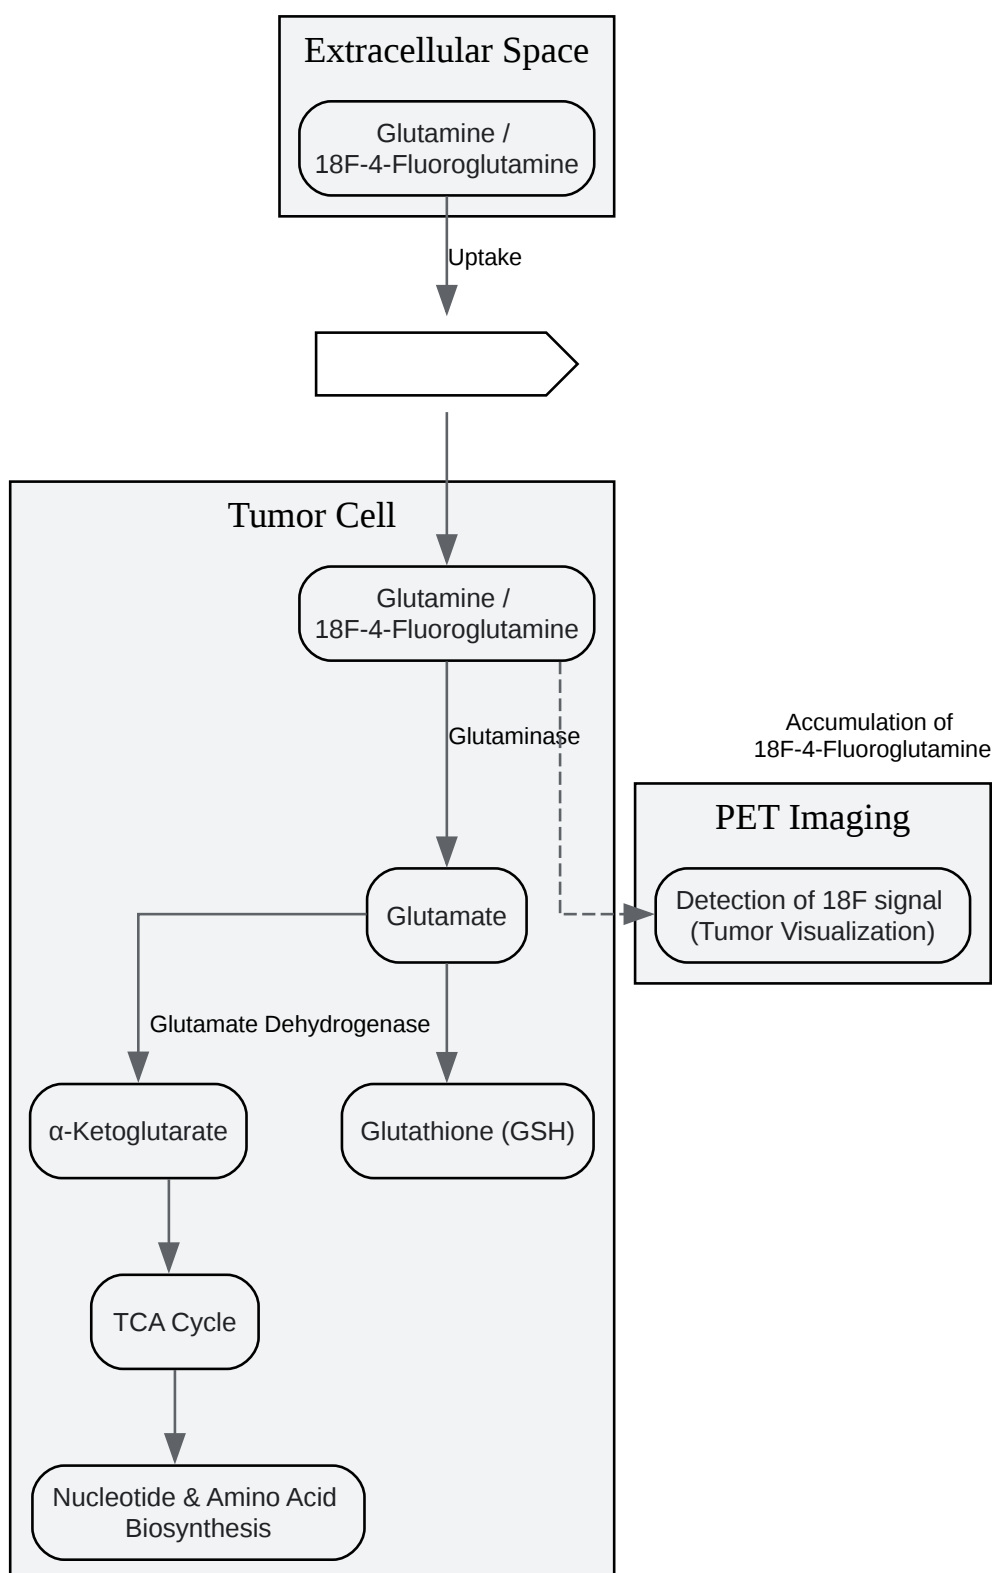 Extracellular Space
Glutamine /
18F-4-Fluoroglutamine
Uptake
Tumor Cell
Glutamine /
18F-4-Fluoroglutamine
Glutaminase
Accumulation of
18F-4-Fluoroglutamine
PET Imaging
Detection of 18F signal
(Tumor Visualization)
Glutamate
Glutamate Dehydrogenase
α-Ketoglutarate
Glutathione (GSH)
TCA Cycle
Nucleotide & Amino Acid
Biosynthesis